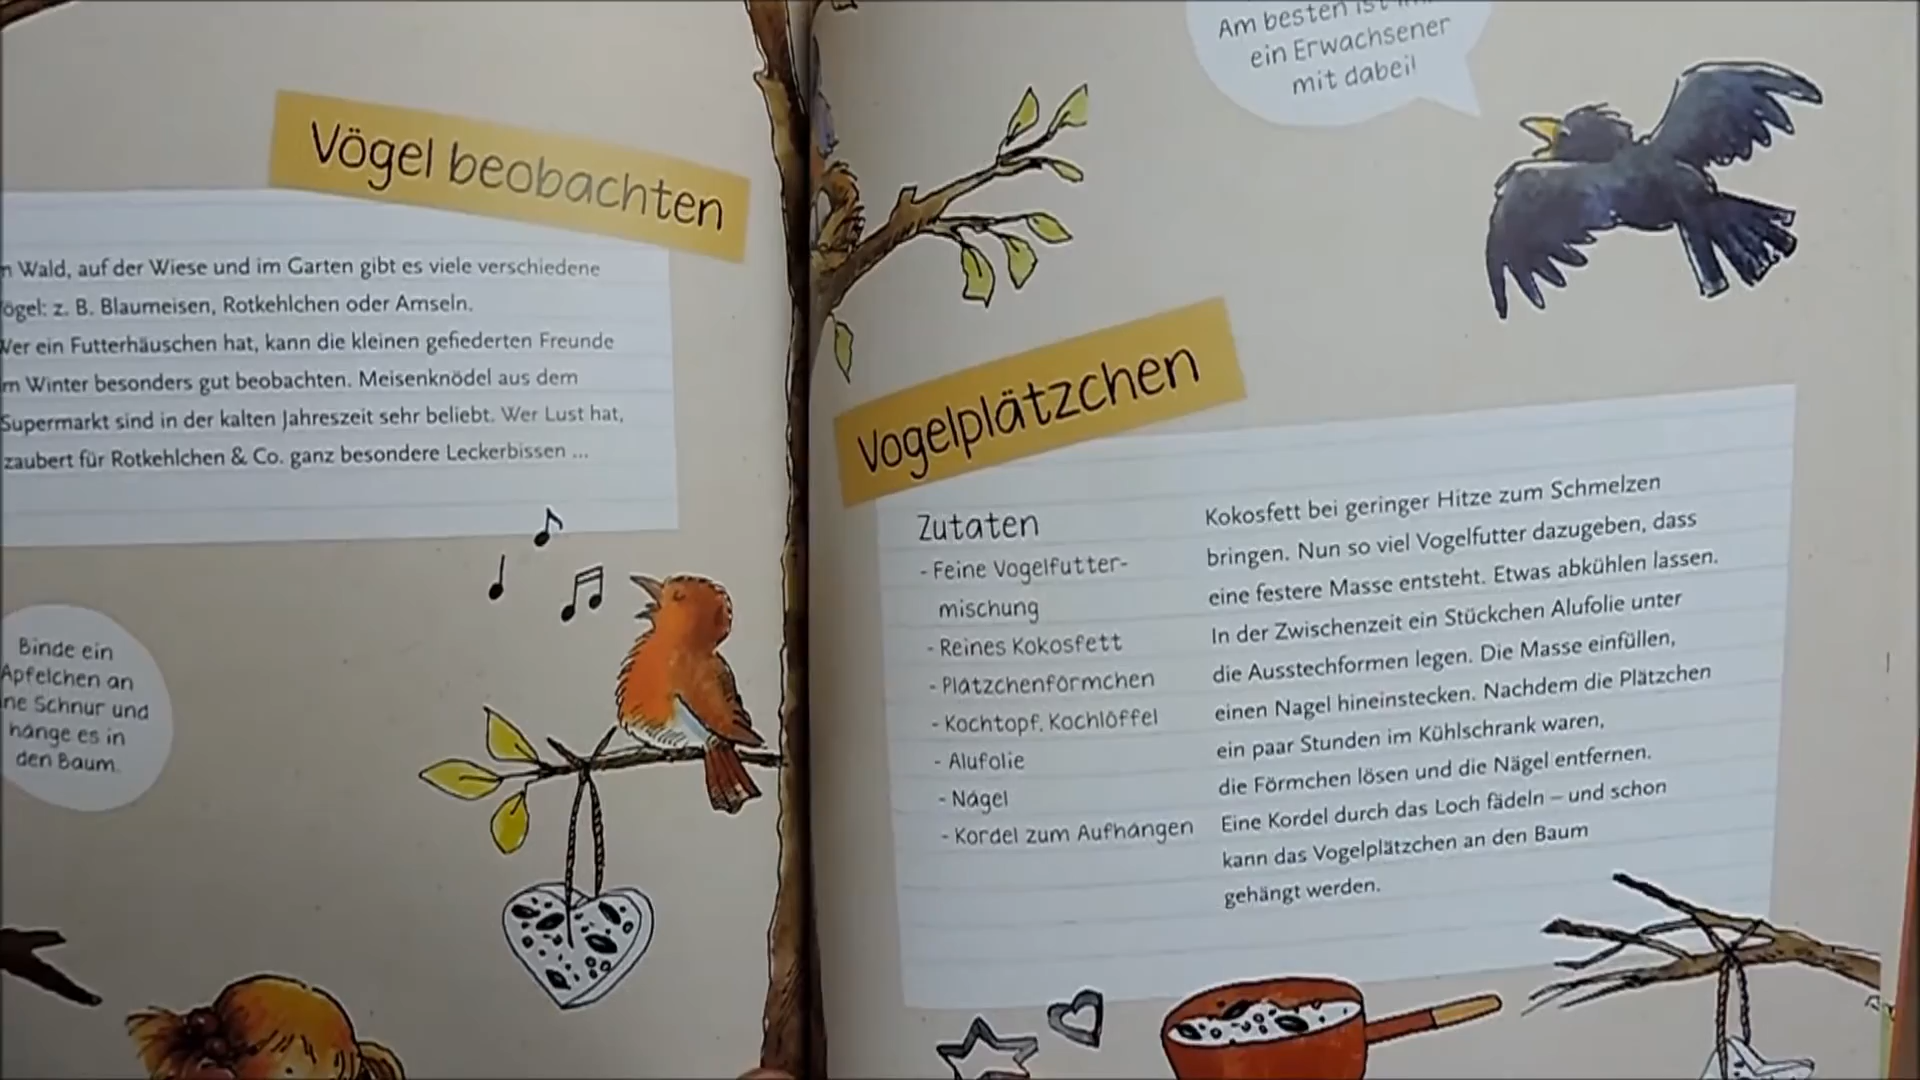 Vögel beobachten
Wald, auf der Wiese und im Garten gibt es viele verschiedene
z. B. Blaumeisen, Rotkehlchen oder Amseln.
Wer ein Futterhäuschen hat, kann die kleinen gefiederten Freunde
Winter besonders gut beobachten. Meisenknödel aus dem
Supermarkt sind in der kalten Jahreszeit sehr beliebt. Wer Lust hat,
zaubert für Rotkehlchen & Co. ganz besondere Leckerbissen ...
Binde ein
Äpfelchen an
Schnur und
hänge es in
den Baum.
Am besten ist
ein Erwachsener
mit dabei!
Vogelplätzchen
Zutaten
- Feine Vogelfutter-
mischung
- Reines Kokosfett
- Plätzchenförmchen
- Kochtopf, Kochlöffel
- Alufolie
- Nägel
- Kordel zum Aufhängen
Kokosfett bei geringer Hitze zum Schmelzen
bringen. Nun so viel Vogelfutter dazugeben, dass
eine festere Masse entsteht. Etwas abkühlen lassen.
In der Zwischenzeit ein Stückchen Alufolie unter
die Ausstechformen legen. Die Masse einfüllen,
einen Nagel hineinstecken. Nachdem die Plätzchen
ein paar Stunden im Kühlschrank waren,
die Förmchen lösen und die Nägel entfernen.
Eine Kordel durch das Loch fädeln – und schon
kann das Vogelplätzchen an den Baum
gehängt werden.